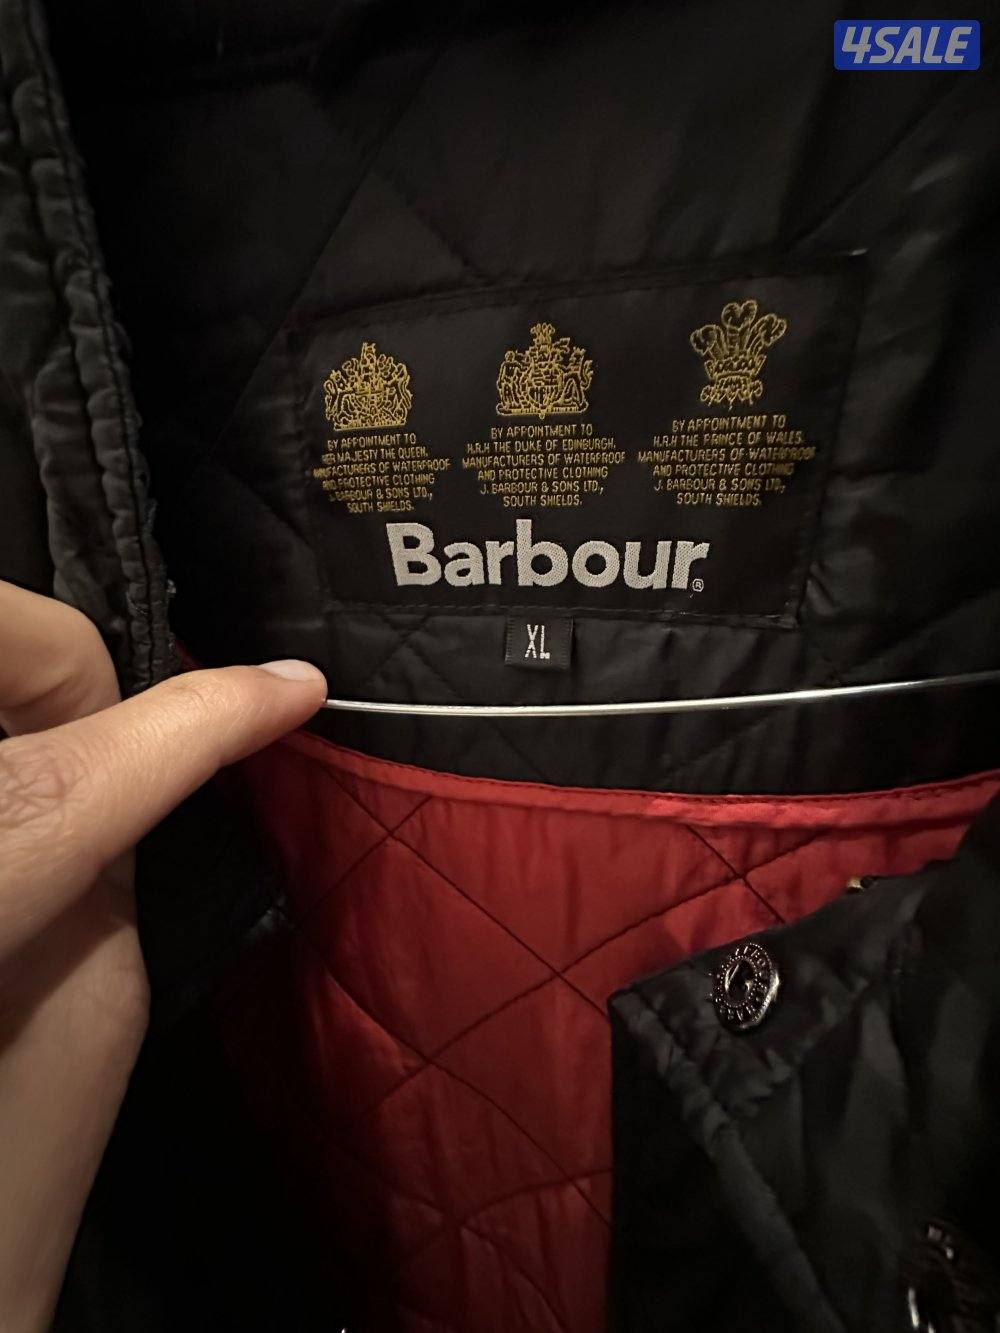 4SALE
BY APPOINTMENT TO
HER MAJESTY THE QUEEN,
MANUFACTURERS OF WATERPROOF
AND PROTECTIVE CLOTHING
J. BARBOUR & SONS LTD.,
SOUTH SHIELDS.
BY APPOINTMENT TO
H.R.H THE DUKE OF EDINBURGH,
MANUFACTURERS OF WATERPROOF
AND PROTECTIVE CLOTHING
J. BARBOUR & SONS LTD.,
SOUTH SHIELDS.
BY APPOINTMENT TO
H.R.H THE PRINCE OF WALES.
MANUFACTURERS OF WATERPROOF
AND PROTECTIVE CLOTHING
J. BARBOUR & SONS LTD.,
SOUTH SHIELDS.
Barbour®
XL